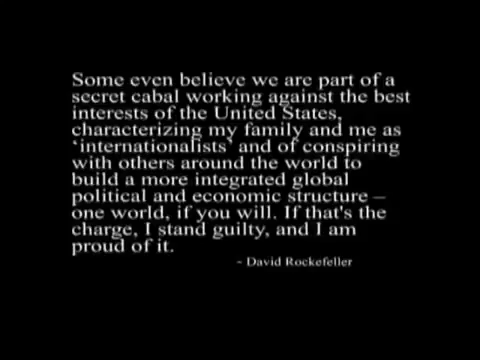 Some even believe we are part of a
secret cabal working against the best
interests of the United States,
characterizing my family and me as
‘internationalists’ and of conspiring
with others around the world to
build a more integrated global
political and economic structure –
one world, if you will. If that's the
charge, I stand guilty, and I am
proud of it.
~ David Rockefeller